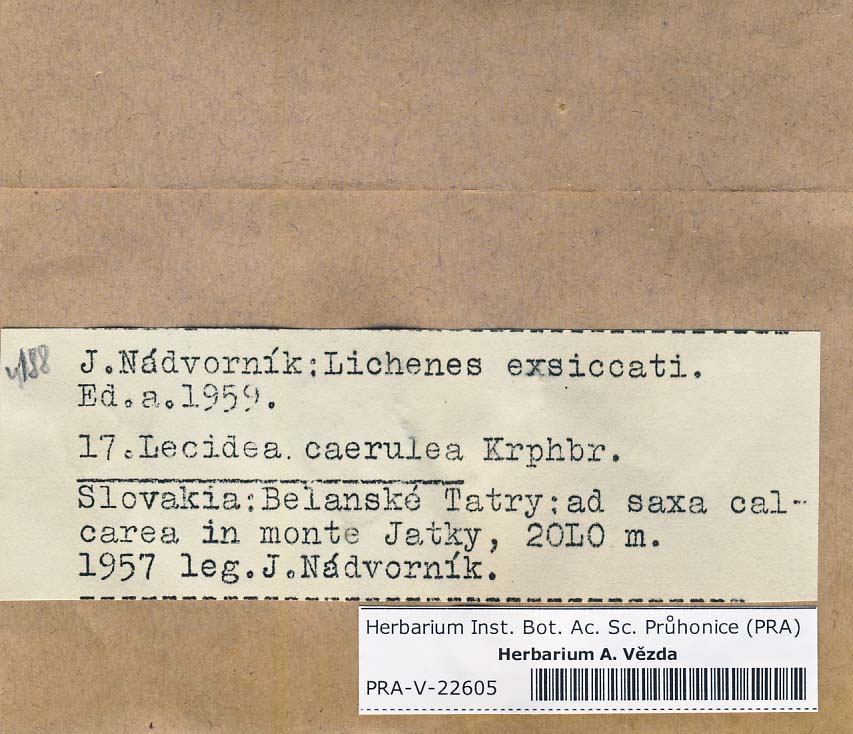 J.Nádvorník:Lichenes exsiccati.
Ed.a.1959.
17.Lecidea caerulea Krphbr.
Slovakia:Belanské Tatry:ad saxa cal-
carea in monte Jatky, 20L0 m.
1957 leg.J.Nádvorník.
Herbarium Inst. Bot. Ac. Sc. Průhonice (PRA)
Herbarium A. Vězda
PRA-V-22605